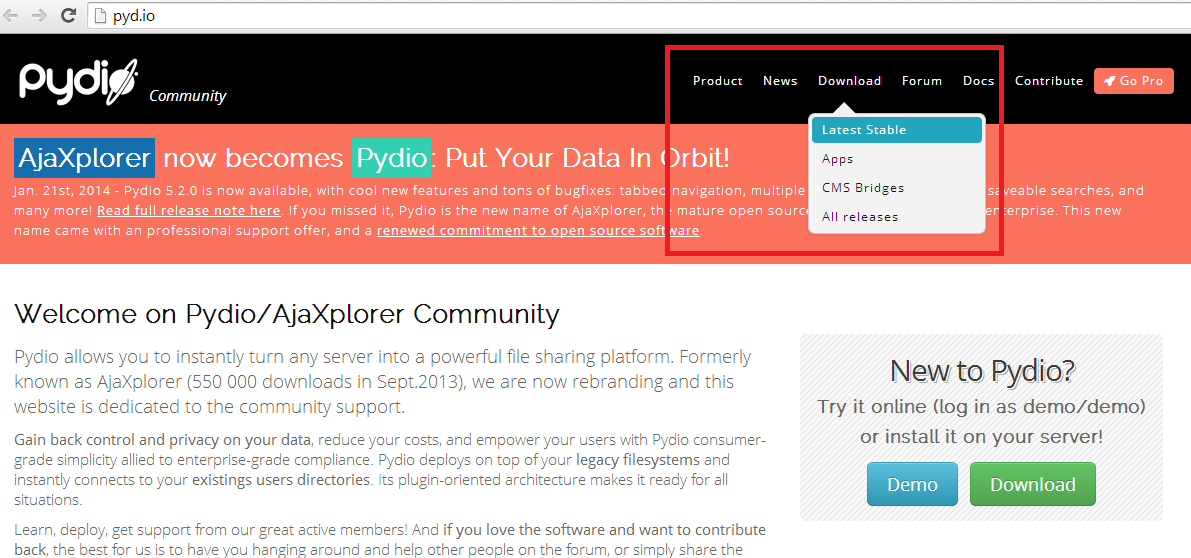 pyd.io
pydio Community
Product News Download Forum Docs Contribute Go Pro
Latest Stable
Apps
CMS Bridges
All releases
AjaXplorer now becomes Pydio: Put Your Data In Orbit!
Jan. 21st, 2014 - Pydio 5.2.0 is now available, with cool new features and tons of bugfixes: tabbed navigation, multiple saveable searches, and
many more! Read full release note here. If you missed it, Pydio is the new name of AjaXplorer, the mature open source enterprise. This new
name came with an professional support offer, and a renewed commitment to open source software.
Welcome on Pydio/AjaXplorer Community
Pydio allows you to instantly turn any server into a powerful file sharing platform. Formerly
known as AjaXplorer (550 000 downloads in Sept.2013), we are now rebranding and this
website is dedicated to the community support.
Gain back control and privacy on your data, reduce your costs, and empower your users with Pydio consumer-
grade simplicity allied to enterprise-grade compliance. Pydio deploys on top of your legacy filesystems and
instantly connects to your existings users directories. Its plugin-oriented architecture makes it ready for all
situations.
Learn, deploy, get support from our great active members! And if you love the software and want to contribute
back, the best for us is to have you hanging around and help other people on the forum, or simply share the
New to Pydio?
Try it online (log in as demo/demo)
or install it on your server!
Demo Download